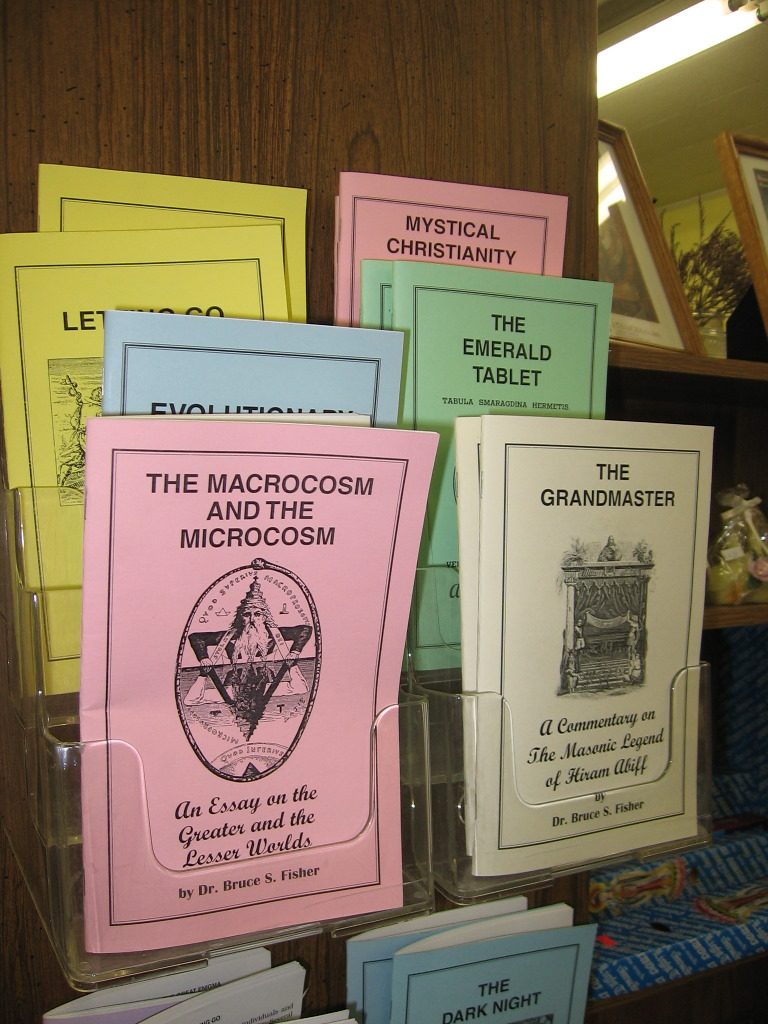 MYSTICAL
CHRISTIANITY
THE
EMERALD
TABLET
TABULA SMARAGDINA HERMETIS
THE MACROCOSM
AND THE
MICROCOSM
An Essay on the
Greater and the
Lesser Worlds
by Dr. Bruce S. Fisher
THE
GRANDMASTER
A Commentary on
The Masonic Legend
of Hiram Abiff
by
Dr. Bruce S. Fisher
GO
THE
DARK NIGHT